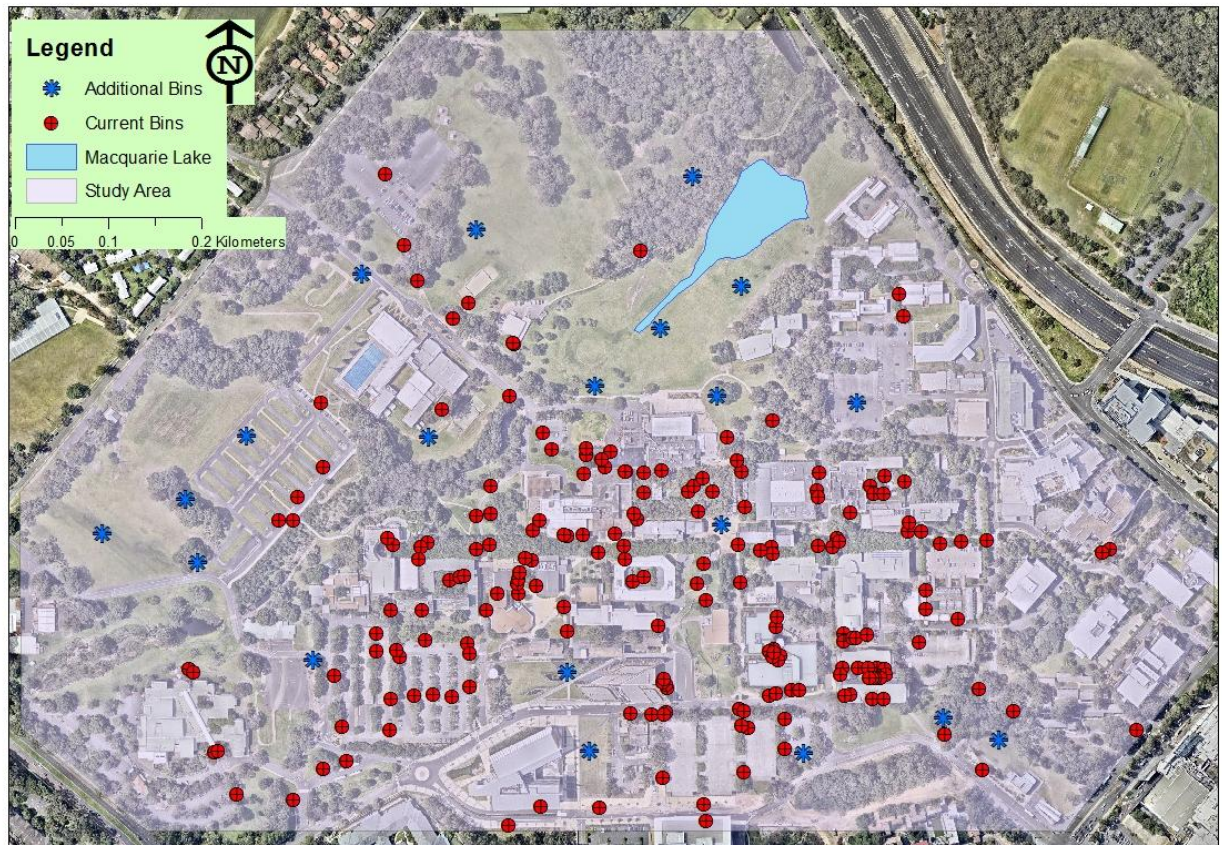 Legend
N
Additional Bins
Current Bins
Macquarie Lake
Study Area
0 0.05 0.1 0.2 Kilometers